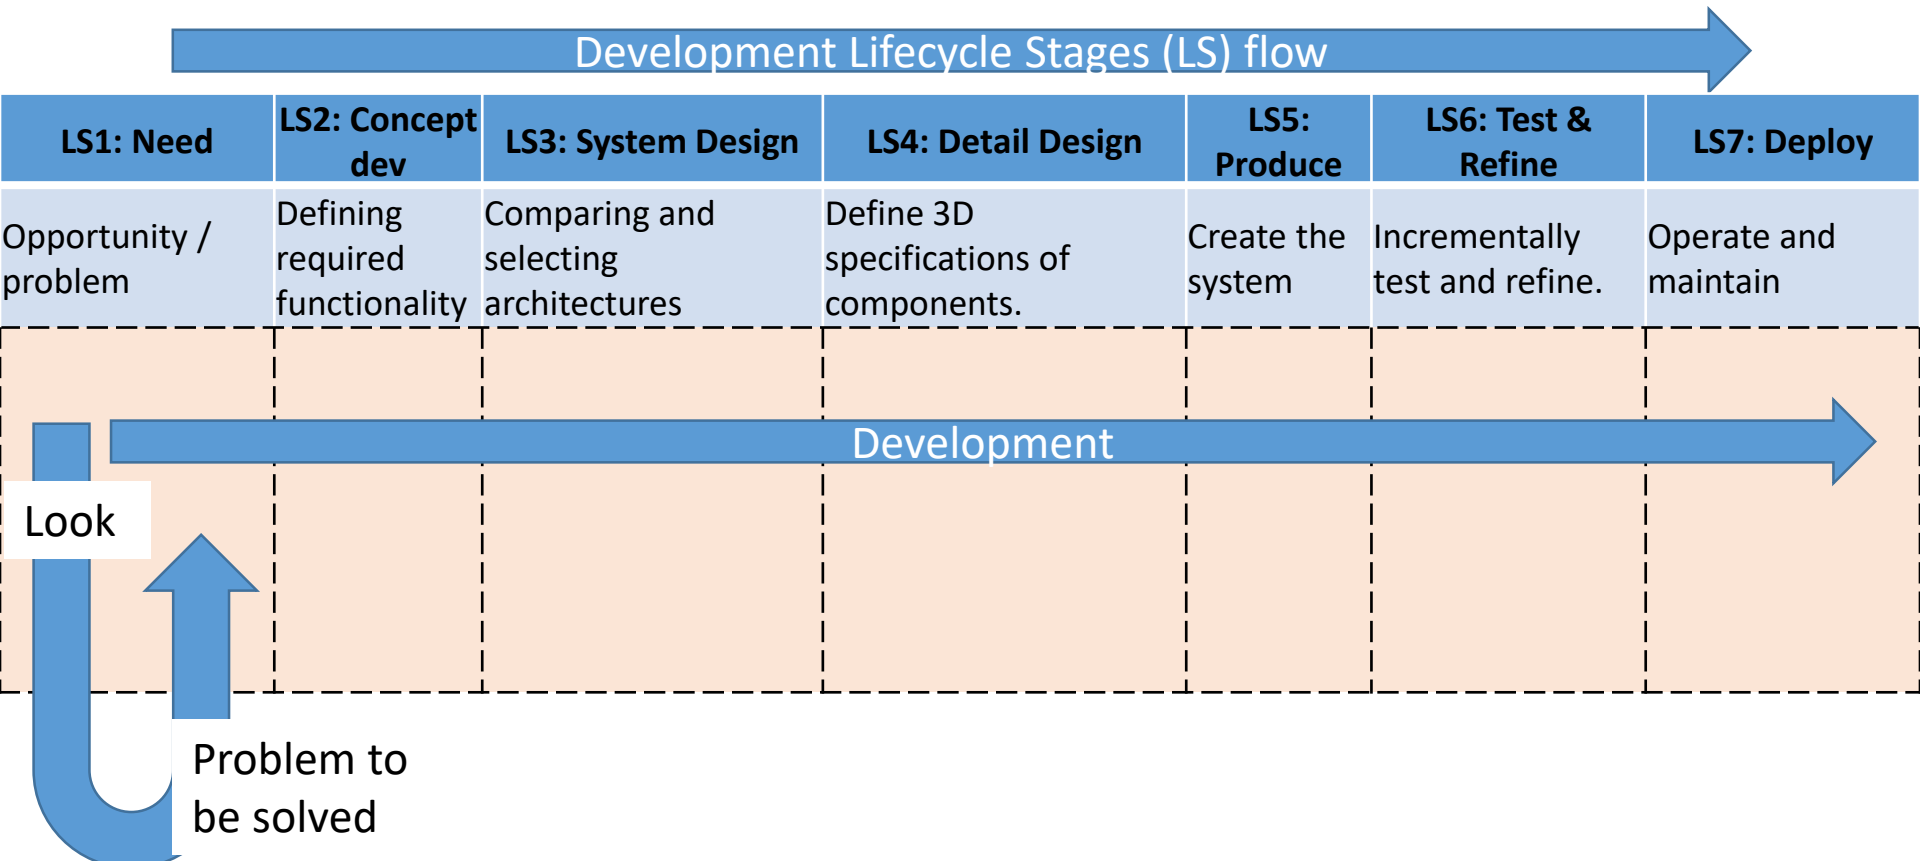 Development Lifecycle Stages (LS) flow
LS1: Need
LS2: Concept
dev
LS3: System Design
LS4: Detail Design
LS5:
Produce
LS6: Test &
Refine
LS7: Deploy
Opportunity /
problem
Defining
required
functionality
Comparing and
selecting
architectures
Define 3D
specifications of
components.
Create the
system
Incrementally
test and refine.
Operate and
maintain
Development
Look
Problem to
be solved